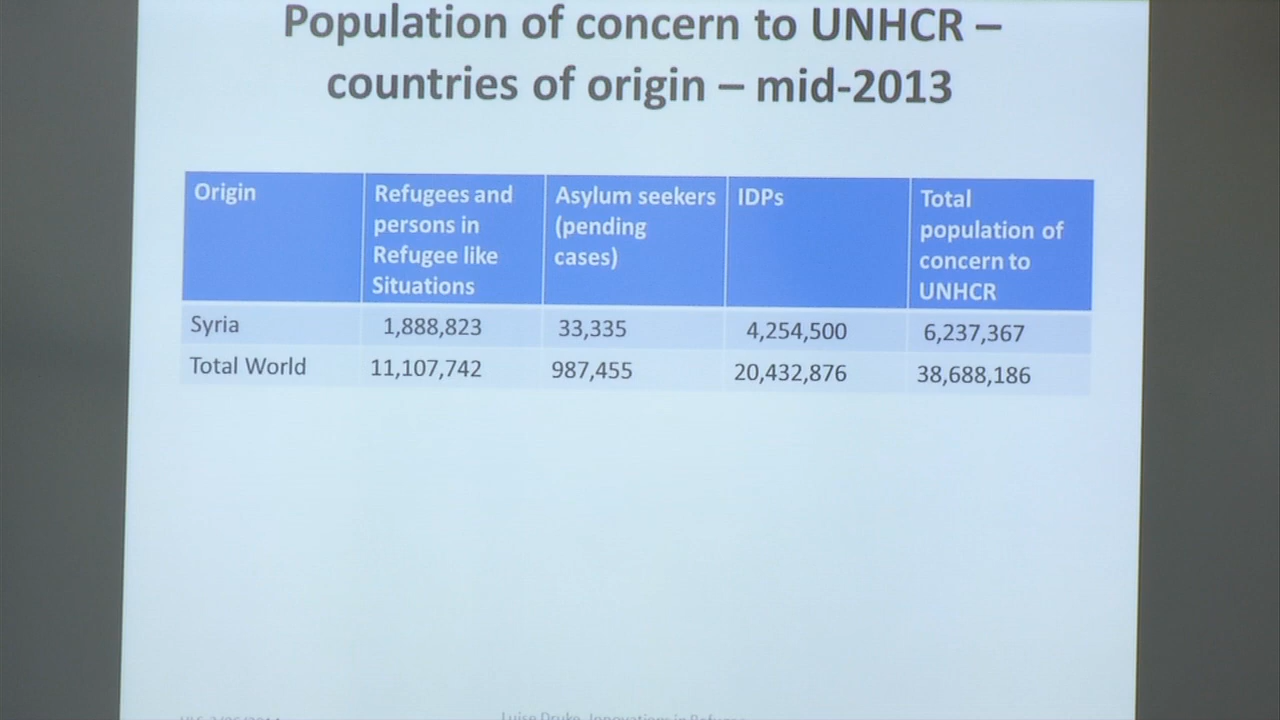 Population of concern to UNHCR –
countries of origin – mid-2013
Origin
Refugees and
persons in
Refugee like
Situations
Asylum seekers
(pending
cases)
IDPs
Total
population of
concern to
UNHCR
Syria 1,888,823 33,335 4,254,500 6,237,367
Total World 11,107,742 987,455 20,432,876 38,688,186